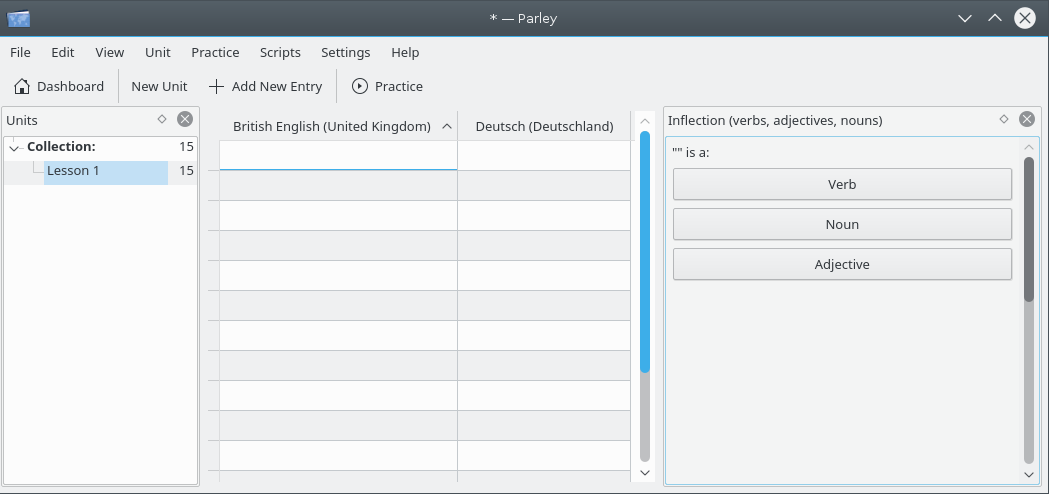 * — Parley
File Edit View Unit Practice Scripts Settings Help
Dashboard New Unit Add New Entry Practice
Units
Collection: 15
Lesson 1 15
British English (United Kingdom) Deutsch (Deutschland)
Inflection (verbs, adjectives, nouns)
"" is a:
Verb
Noun
Adjective